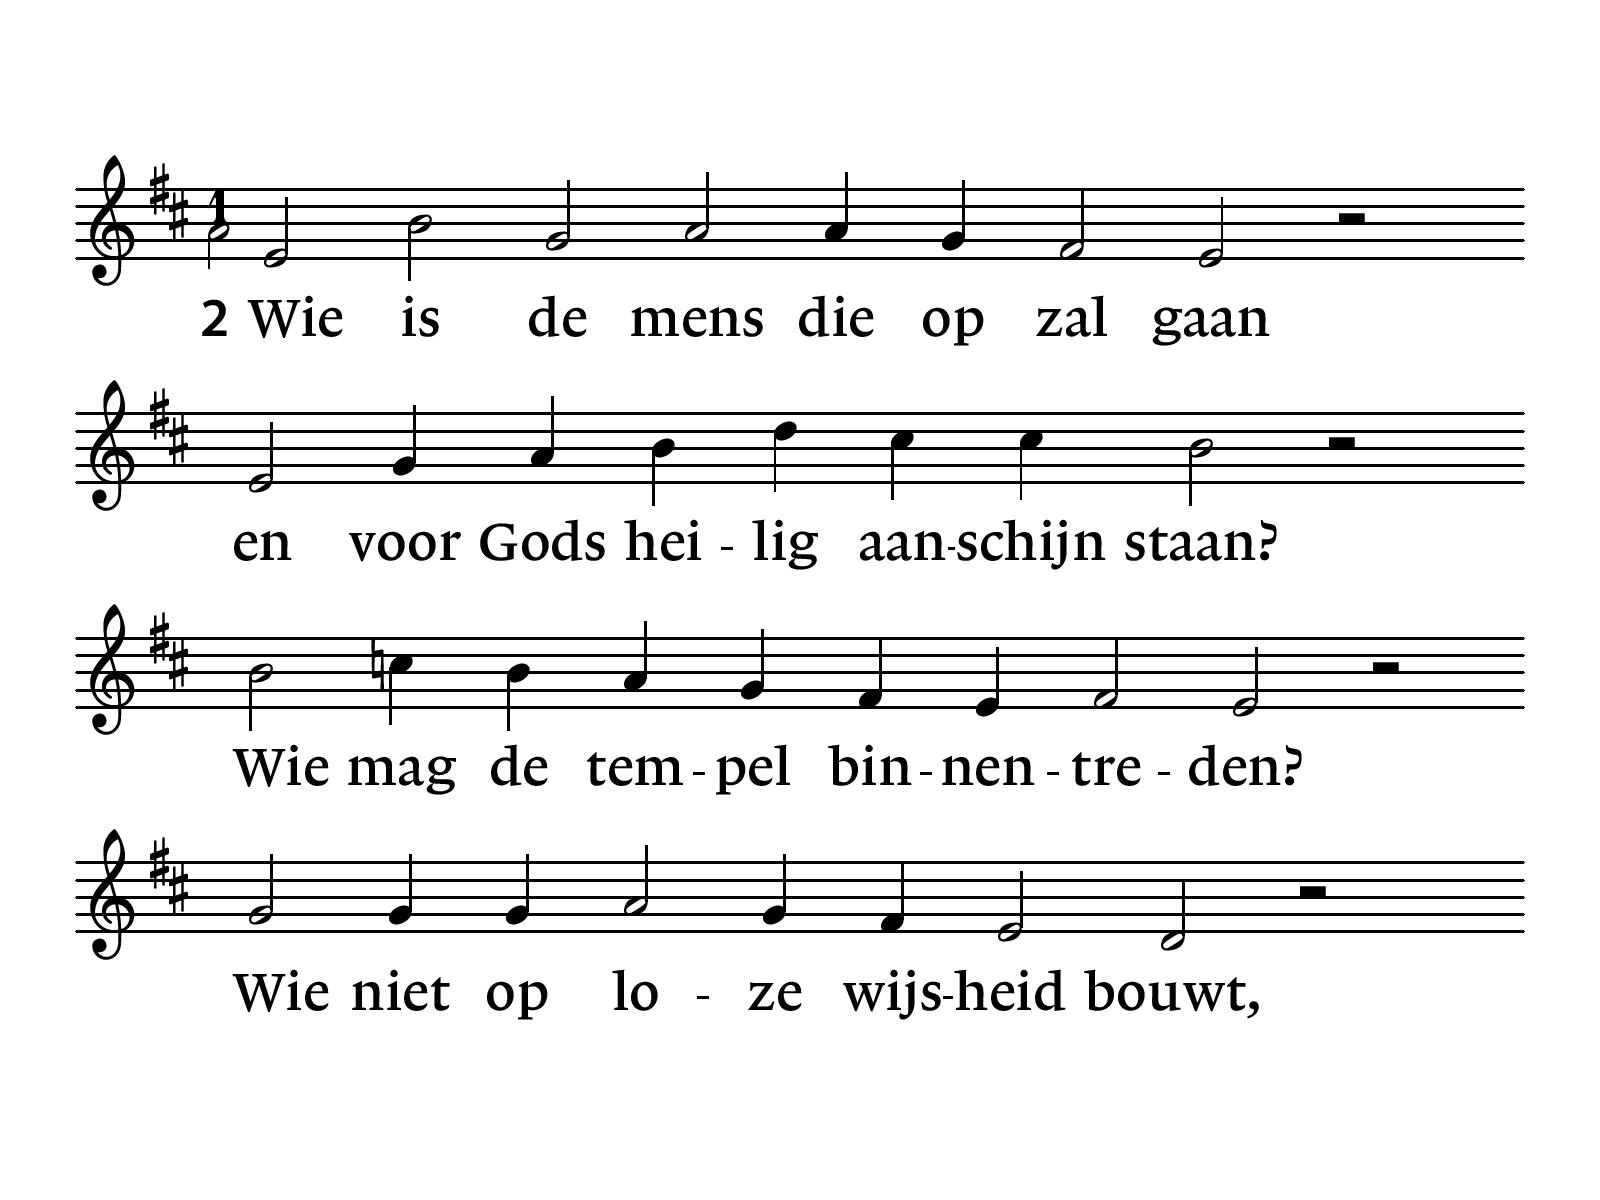 1
2 Wie is de mens die op zal gaan
en voor Gods hei - lig aan-schijn staan?
Wie mag de tem - pel bin - nen - tre - den?
Wie niet op lo - ze wijs-heid bouwt,